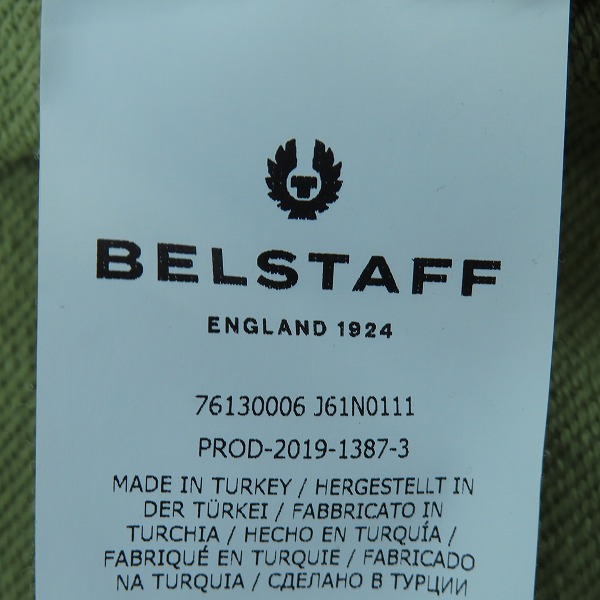 BELSTAFF
ENGLAND 1924
76130006 J61N0111
PROD-2019-1387-3
MADE IN TURKEY / HERGESTELLT IN
DER TÜRKEI / FABBRICATO IN
TURCHIA / HECHO EN TURQUÍA /
FABRIQUÉ EN TURQUIE / FABRICADO
NA TURQUIA / СДЕЛАНО В ТУРЦИИ